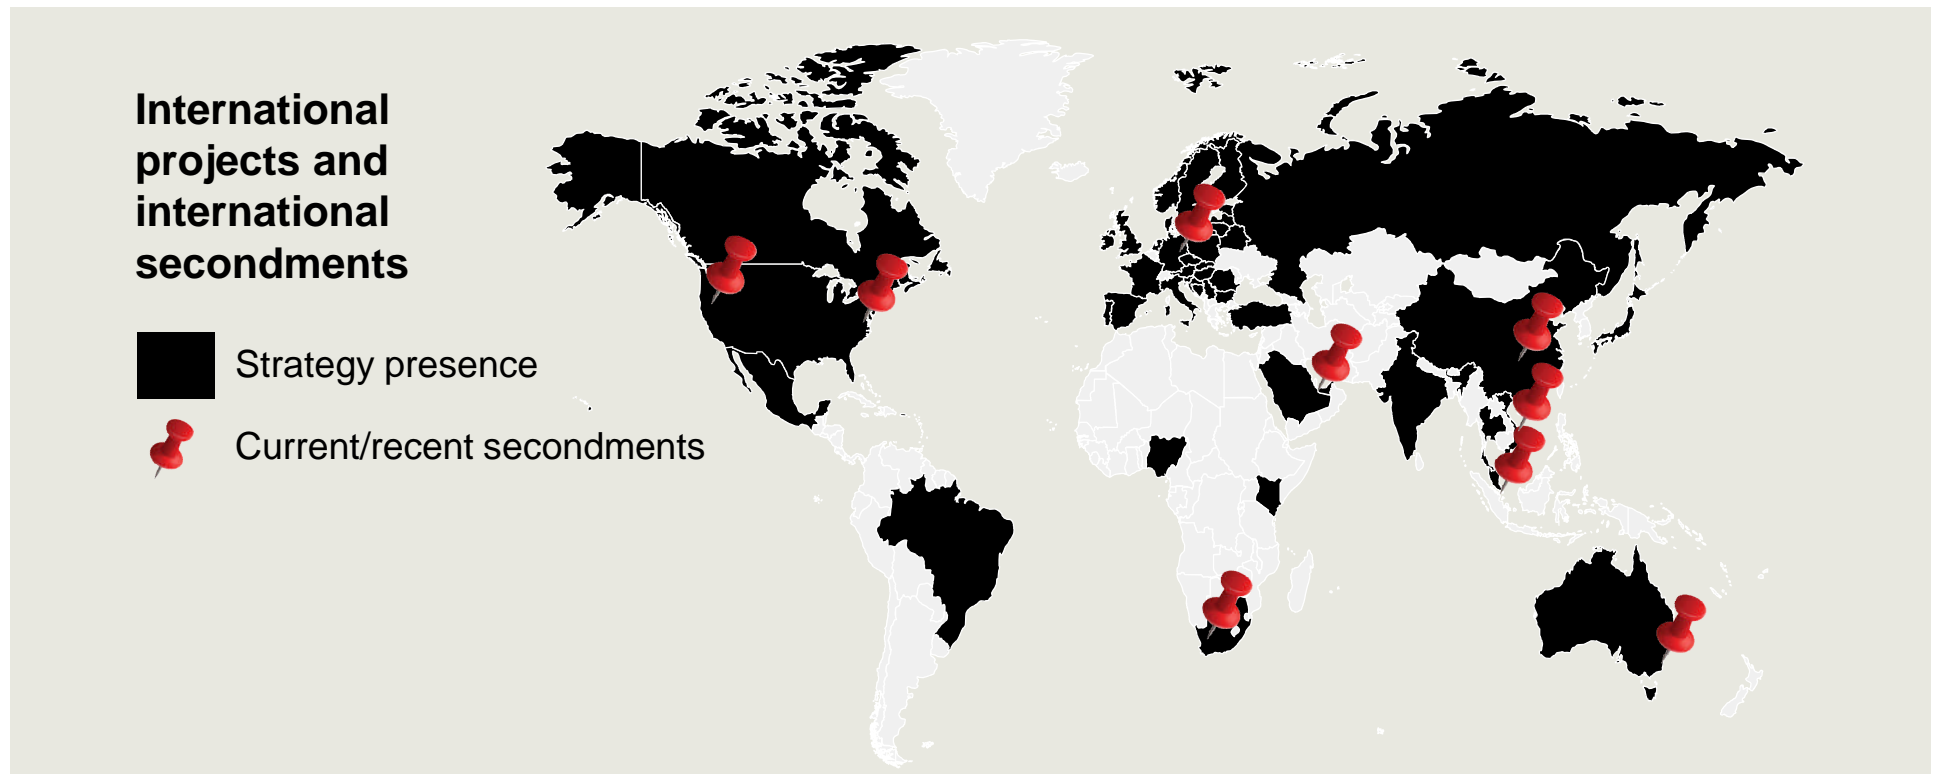 International
projects and
international
secondments
Strategy presence
Current/recent secondments